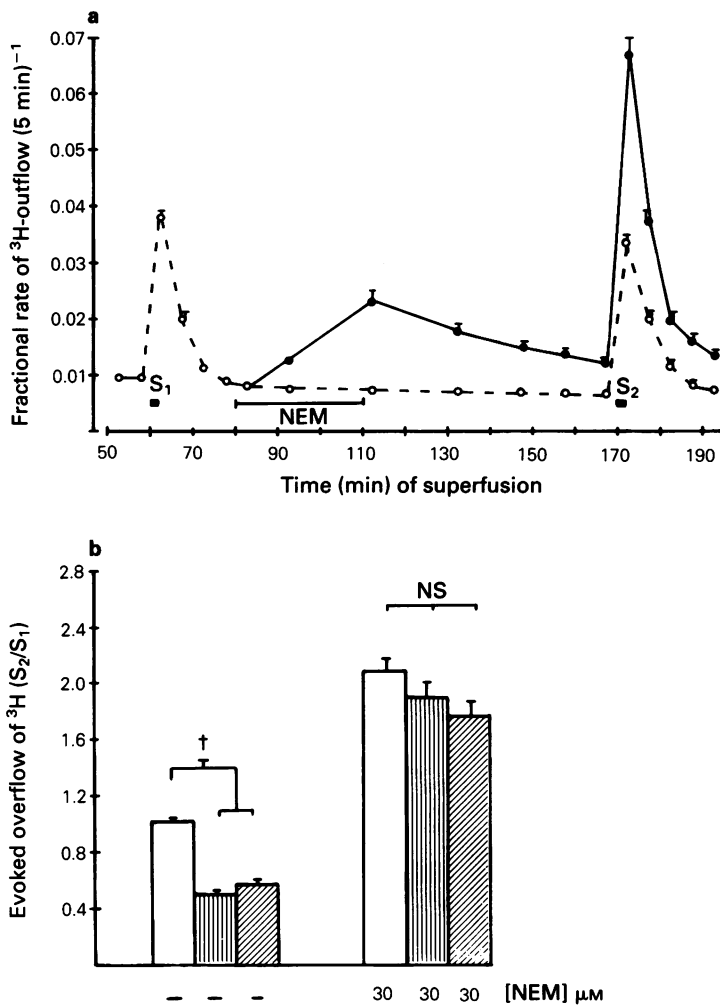 a
Fractional rate of ³H-outflow (5 min)⁻¹
0.07
0.06
0.05
0.04
0.03
0.02
0.01
S₁
NEM
S₂
50 70 90 110 130 150 170 190
Time (min) of superfusion
b
Evoked overflow of ³H (S₂/S₁)
2.8
2.4
2.0
1.6
1.2
0.8
0.4
†
NS
– – – 30 30 30 [NEM] μM